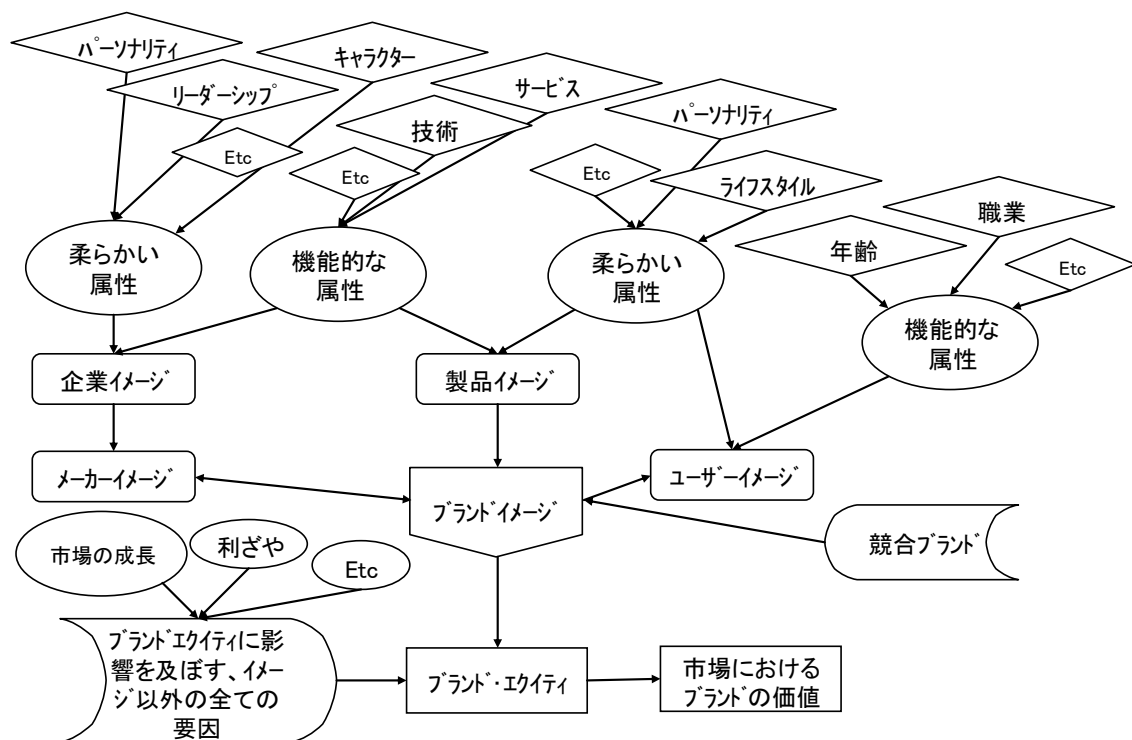 パーソナリティ
キャラクター
リーダーシップ
サービス
Etc
技術
パーソナリティ
Etc
Etc
ライフスタイル
職業
年齢
Etc
柔らかい
属性
機能的な
属性
柔らかい
属性
機能的な
属性
企業イメージ
製品イメージ
メーカーイメージ
ブランドイメージ
ユーザーイメージ
競合ブランド
市場の成長
利ざや
Etc
ブランドエクイティに影
響を及ぼす、イメー
ジ以外の全ての
要因
ブランド・エクイティ
市場における
ブランドの価値